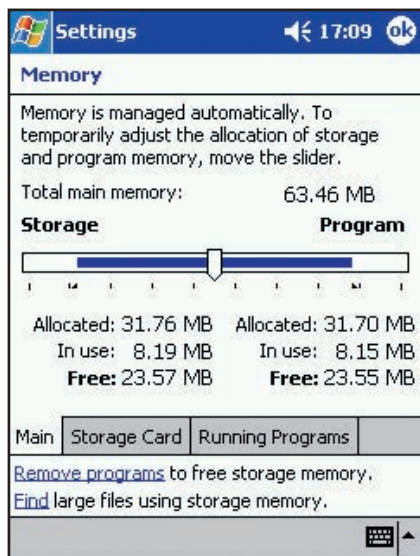 Settings 17:09 ok
Memory
Memory is managed automatically. To
temporarily adjust the allocation of storage
and program memory, move the slider.
Total main memory: 63.46 MB
Storage Program
Allocated: 31.76 MB Allocated: 31.70 MB
In use: 8.19 MB In use: 8.15 MB
Free: 23.57 MB Free: 23.55 MB
Main Storage Card Running Programs
Remove programs to free storage memory.
Find large files using storage memory.